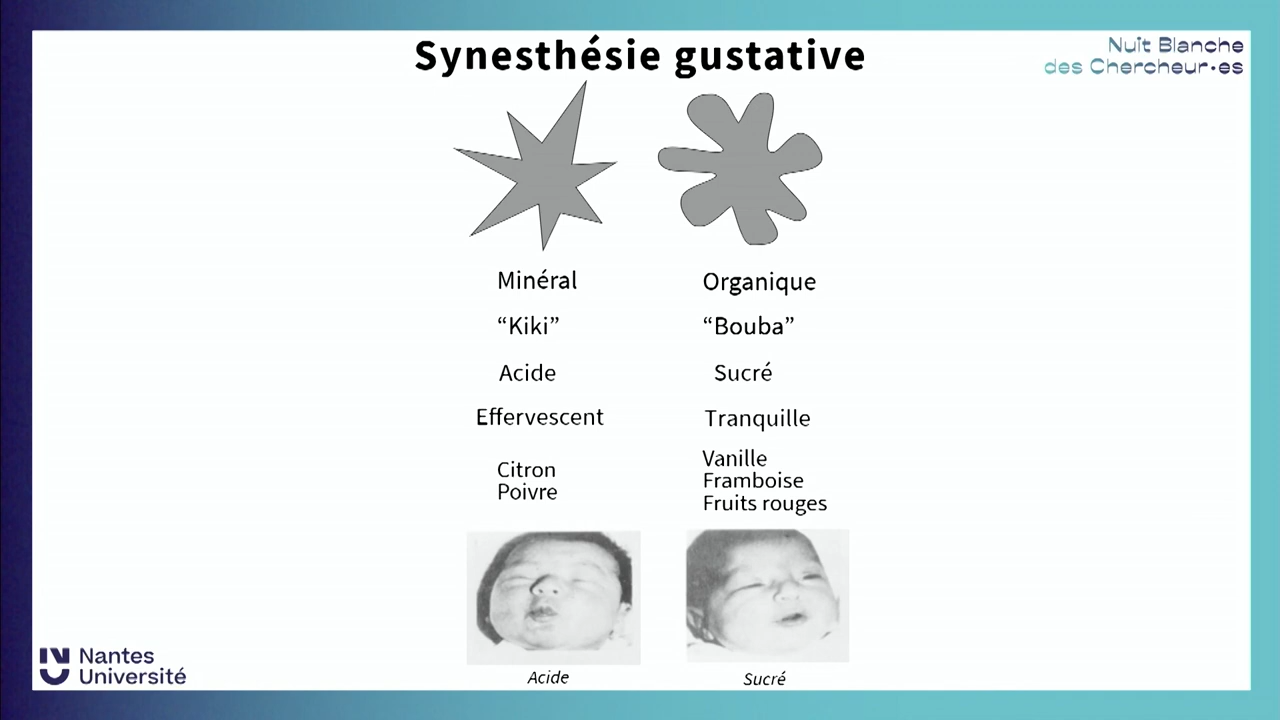 Synesthésie gustative
Nuit Blanche
des Chercheur·es
Minéral
Organique
“Kiki”
“Bouba”
Acide
Sucré
Effervescent
Tranquille
Citron
Poivre
Vanille
Framboise
Fruits rouges
Acide
Sucré
Nantes
Université